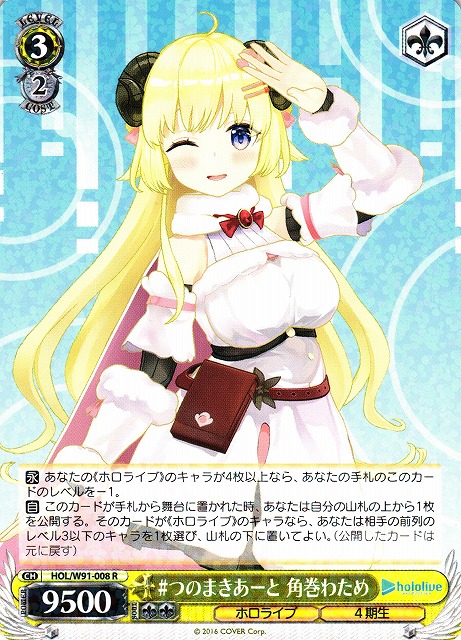 LEVEL
3
2
COST
永 あなたの《ホロライブ》のキャラが4枚以上なら、あなたの手札のこのカー
ドのレベルを－1。
自 このカードが手札から舞台に置かれた時、あなたは自分の山札の上から1枚
を公開する。そのカードが《ホロライブ》のキャラなら、あなたは相手の前列の
レベル3以下のキャラを1枚選び、山札の下に置いてよい。(公開したカードは
元に戻す)
CH HOL/W91-008 R
POWER
9500
SOUL
#つのまきあーと 角巻わため
hololive
ホロライブ
4期生
© 2016 COVER Corp.